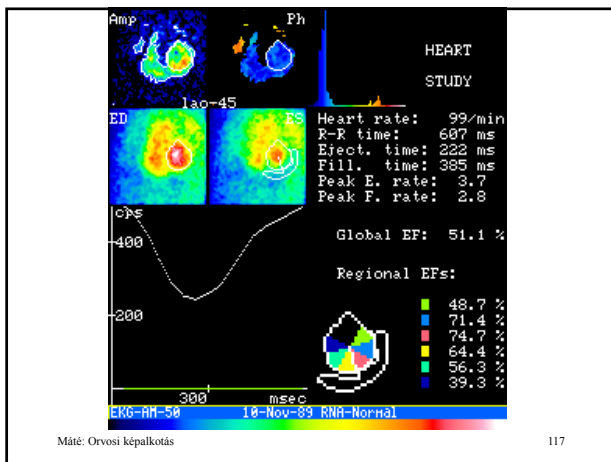 Amp Ph
HEART
STUDY
lao-45
ED ES
Heart rate: 99/min
R-R time: 607 ms
Eject. time: 222 ms
Fill. time: 385 ms
Peak E. rate: 3.7
Peak F. rate: 2.8
cps
400
Global EF: 51.1 %
Regional EFs:
48.7 %
71.4 %
74.7 %
64.4 %
56.3 %
39.3 %
200
300 msec
EKG-AM-50 10-Nov-89 RNA-Normál
Máté: Orvosi képalkotás 117